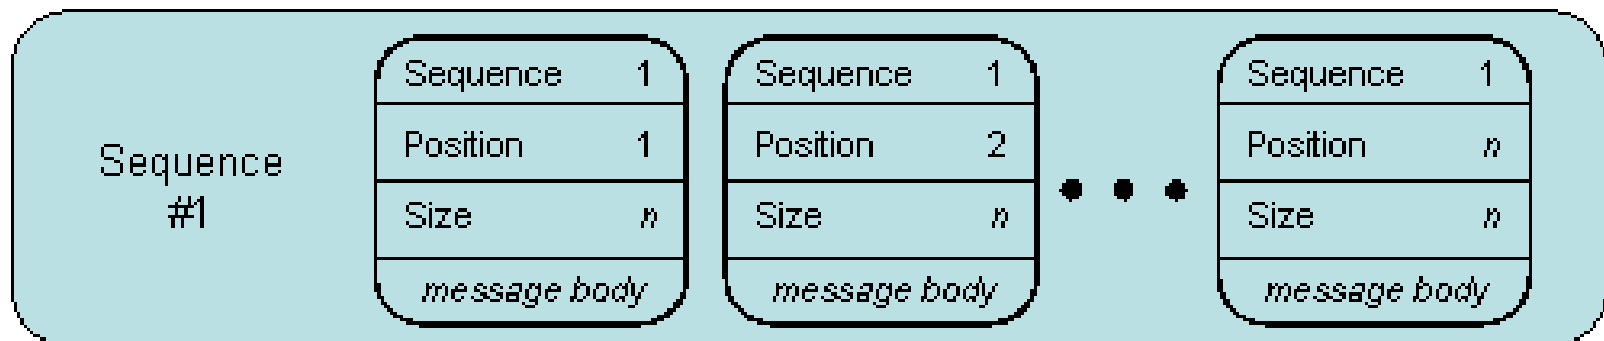 Sequence
#1
Sequence 1
Position 1
Size n
message body
Sequence 1
Position 2
Size n
message body
Sequence 1
Position n
Size n
message body